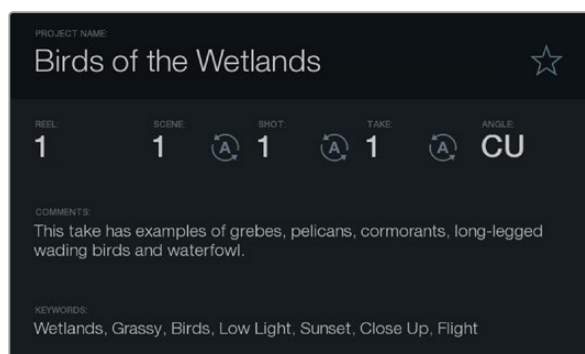 PROJECT NAME:
Birds of the Wetlands
REEL: SCENE: SHOT: TAKE: ANGLE:
1 1 A 1 A 1 A CU
COMMENTS:
This take has examples of grebes, pelicans, cormorants, long-legged
wading birds and waterfowl.
KEYWORDS:
Wetlands, Grassy, Birds, Low Light, Sunset, Close Up, Flight